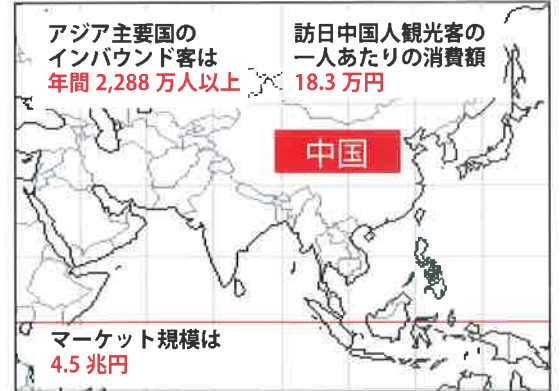 アジア主要国の
インバウンド客は
年間 2,288 万人以上
訪日中国人観光客の
一人あたりの消費額
18.3 万円
中国
マーケット規模は
4.5 兆円